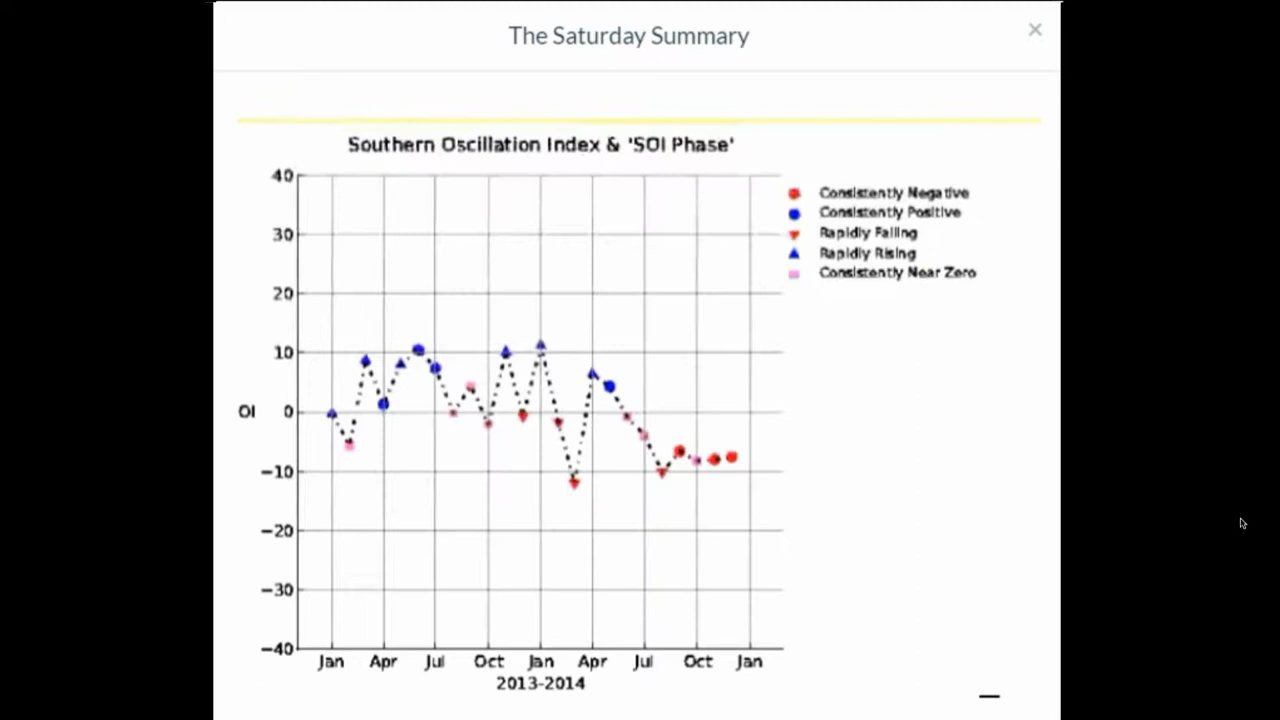 The Saturday Summary
×
Southern Oscillation Index & 'SOI Phase'
40
30
20
10
0
−10
−20
−30
−40
OI
Consistently Negative
Consistently Positive
Rapidly Falling
Rapidly Rising
Consistently Near Zero
Jan Apr Jul Oct Jan Apr Jul Oct Jan
2013-2014